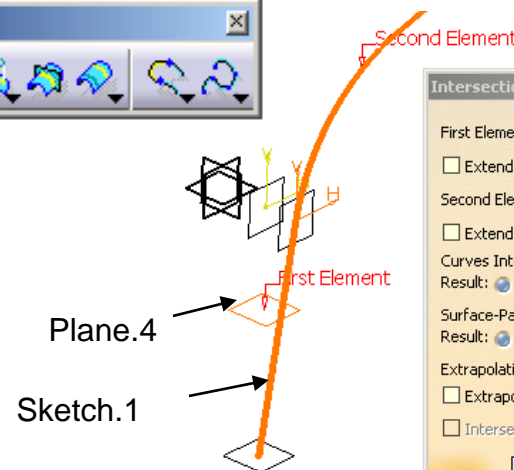 Second Element
Intersectio
First Eleme
Extend
Second Ele
Extend
Curves Int
Result:
Surface-Pa
Result:
Extrapolati
Extrapo
Interse
V
H
First Element
Plane.4
Sketch.1